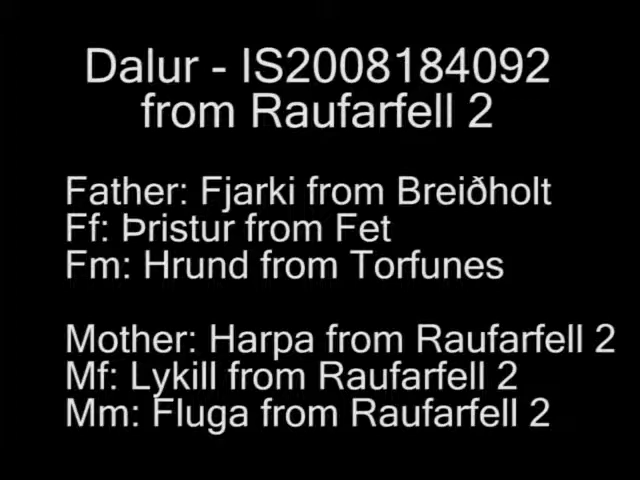 Dalur - IS2008184092
from Raufarfell 2
Father: Fjarki from Breiðholt
Ff: Þristur from Fet
Fm: Hrund from Torfunes
Mother: Harpa from Raufarfell 2
Mf: Lykill from Raufarfell 2
Mm: Fluga from Raufarfell 2